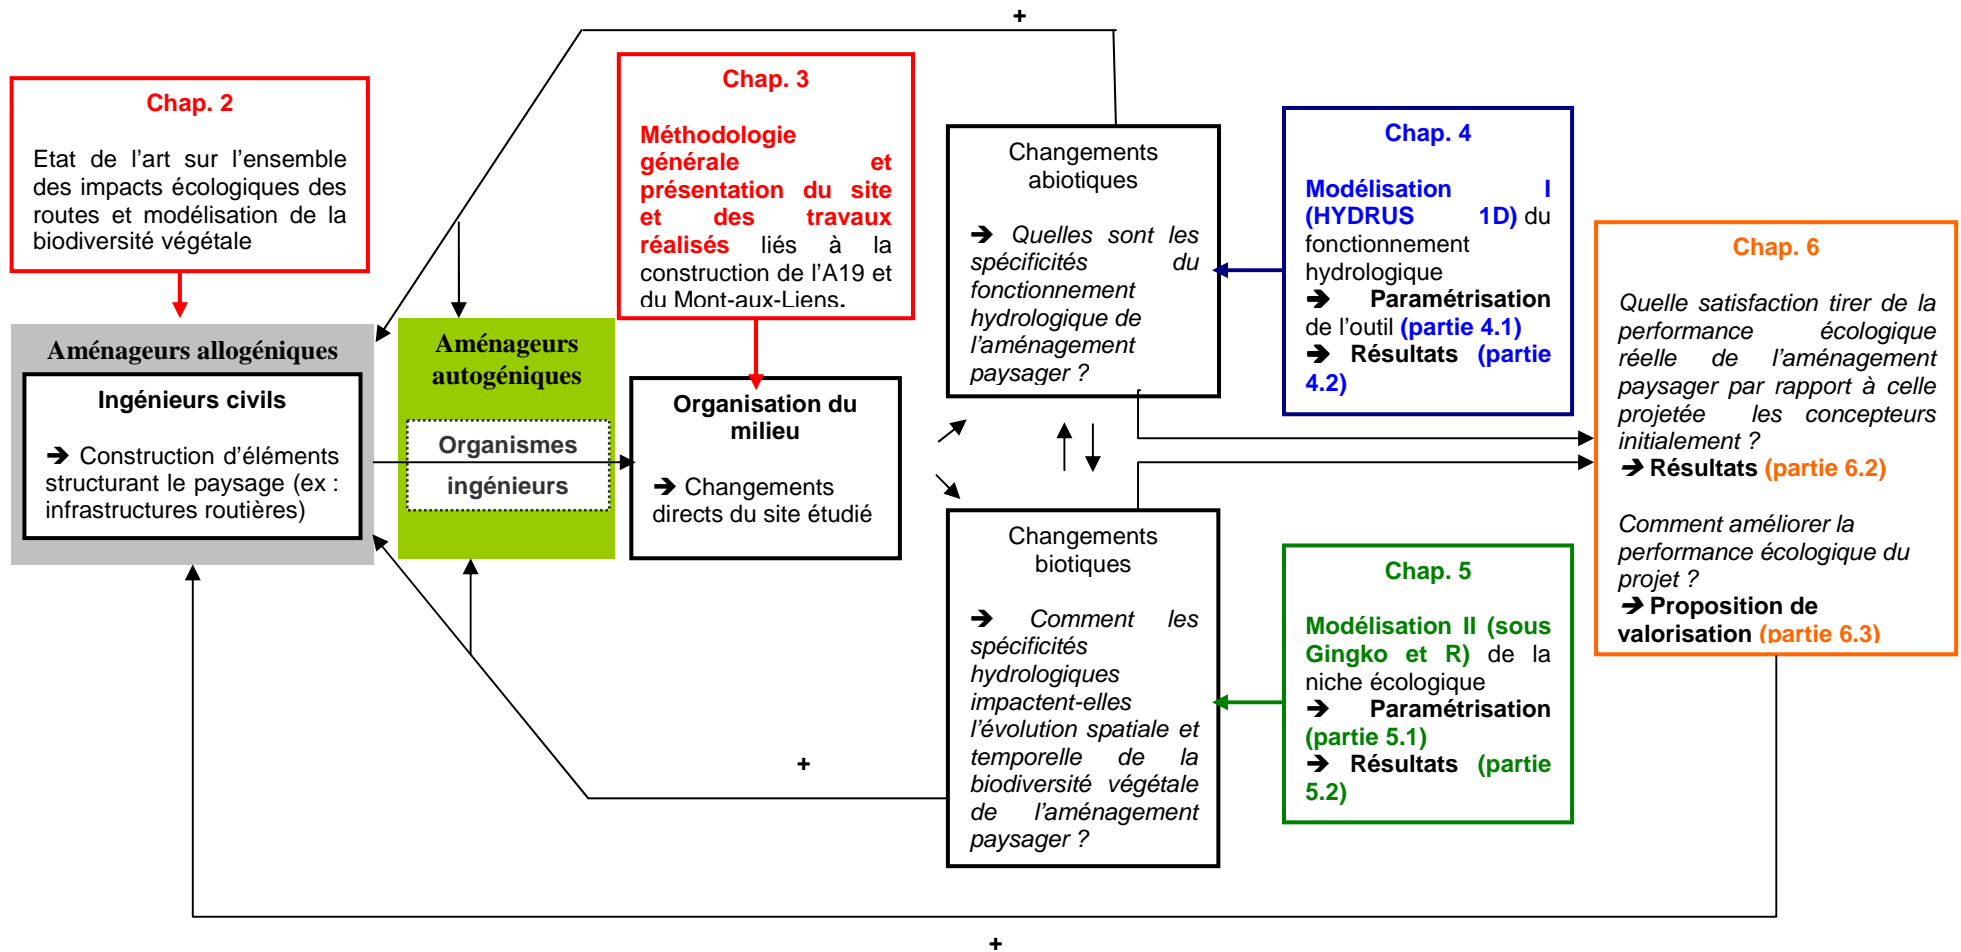 +
Chap. 2
Etat de l'art sur l'ensemble
des impacts écologiques des
routes et modélisation de la
biodiversité végétale
Chap. 3
Méthodologie
générale et
présentation du site
et des travaux
réalisés liés à la
construction de l'A19 et
du Mont-aux-Liens.
Aménageurs allogéniques
Ingénieurs civils
➔ Construction d'éléments
structurant le paysage (ex :
infrastructures routières)
Aménageurs
autogéniques
Organismes
ingénieurs
Organisation du
milieu
➔ Changements
directs du site étudié
Changements
abiotiques
➔ Quelles sont les
spécificités du
fonctionnement
hydrologique de
l'aménagement
paysager ?
Chap. 4
Modélisation I
(HYDRUS 1D) du
fonctionnement
hydrologique
➔ Paramétrisation
de l'outil (partie 4.1)
➔ Résultats (partie
4.2)
Changements
biotiques
➔ Comment les
spécificités
hydrologiques
impactent-elles
l'évolution spatiale et
temporelle de la
biodiversité végétale
de l'aménagement
paysager ?
Chap. 5
Modélisation II (sous
Gingko et R) de la
niche écologique
➔ Paramétrisation
(partie 5.1)
➔ Résultats (partie
5.2)
Chap. 6
Quelle satisfaction tirer de la
performance écologique
réelle de l'aménagement
paysager par rapport à celle
projetée les concepteurs
initialement ?
➔ Résultats (partie 6.2)
Comment améliorer la
performance écologique du
projet ?
➔ Proposition de
valorisation (partie 6.3)
+
+